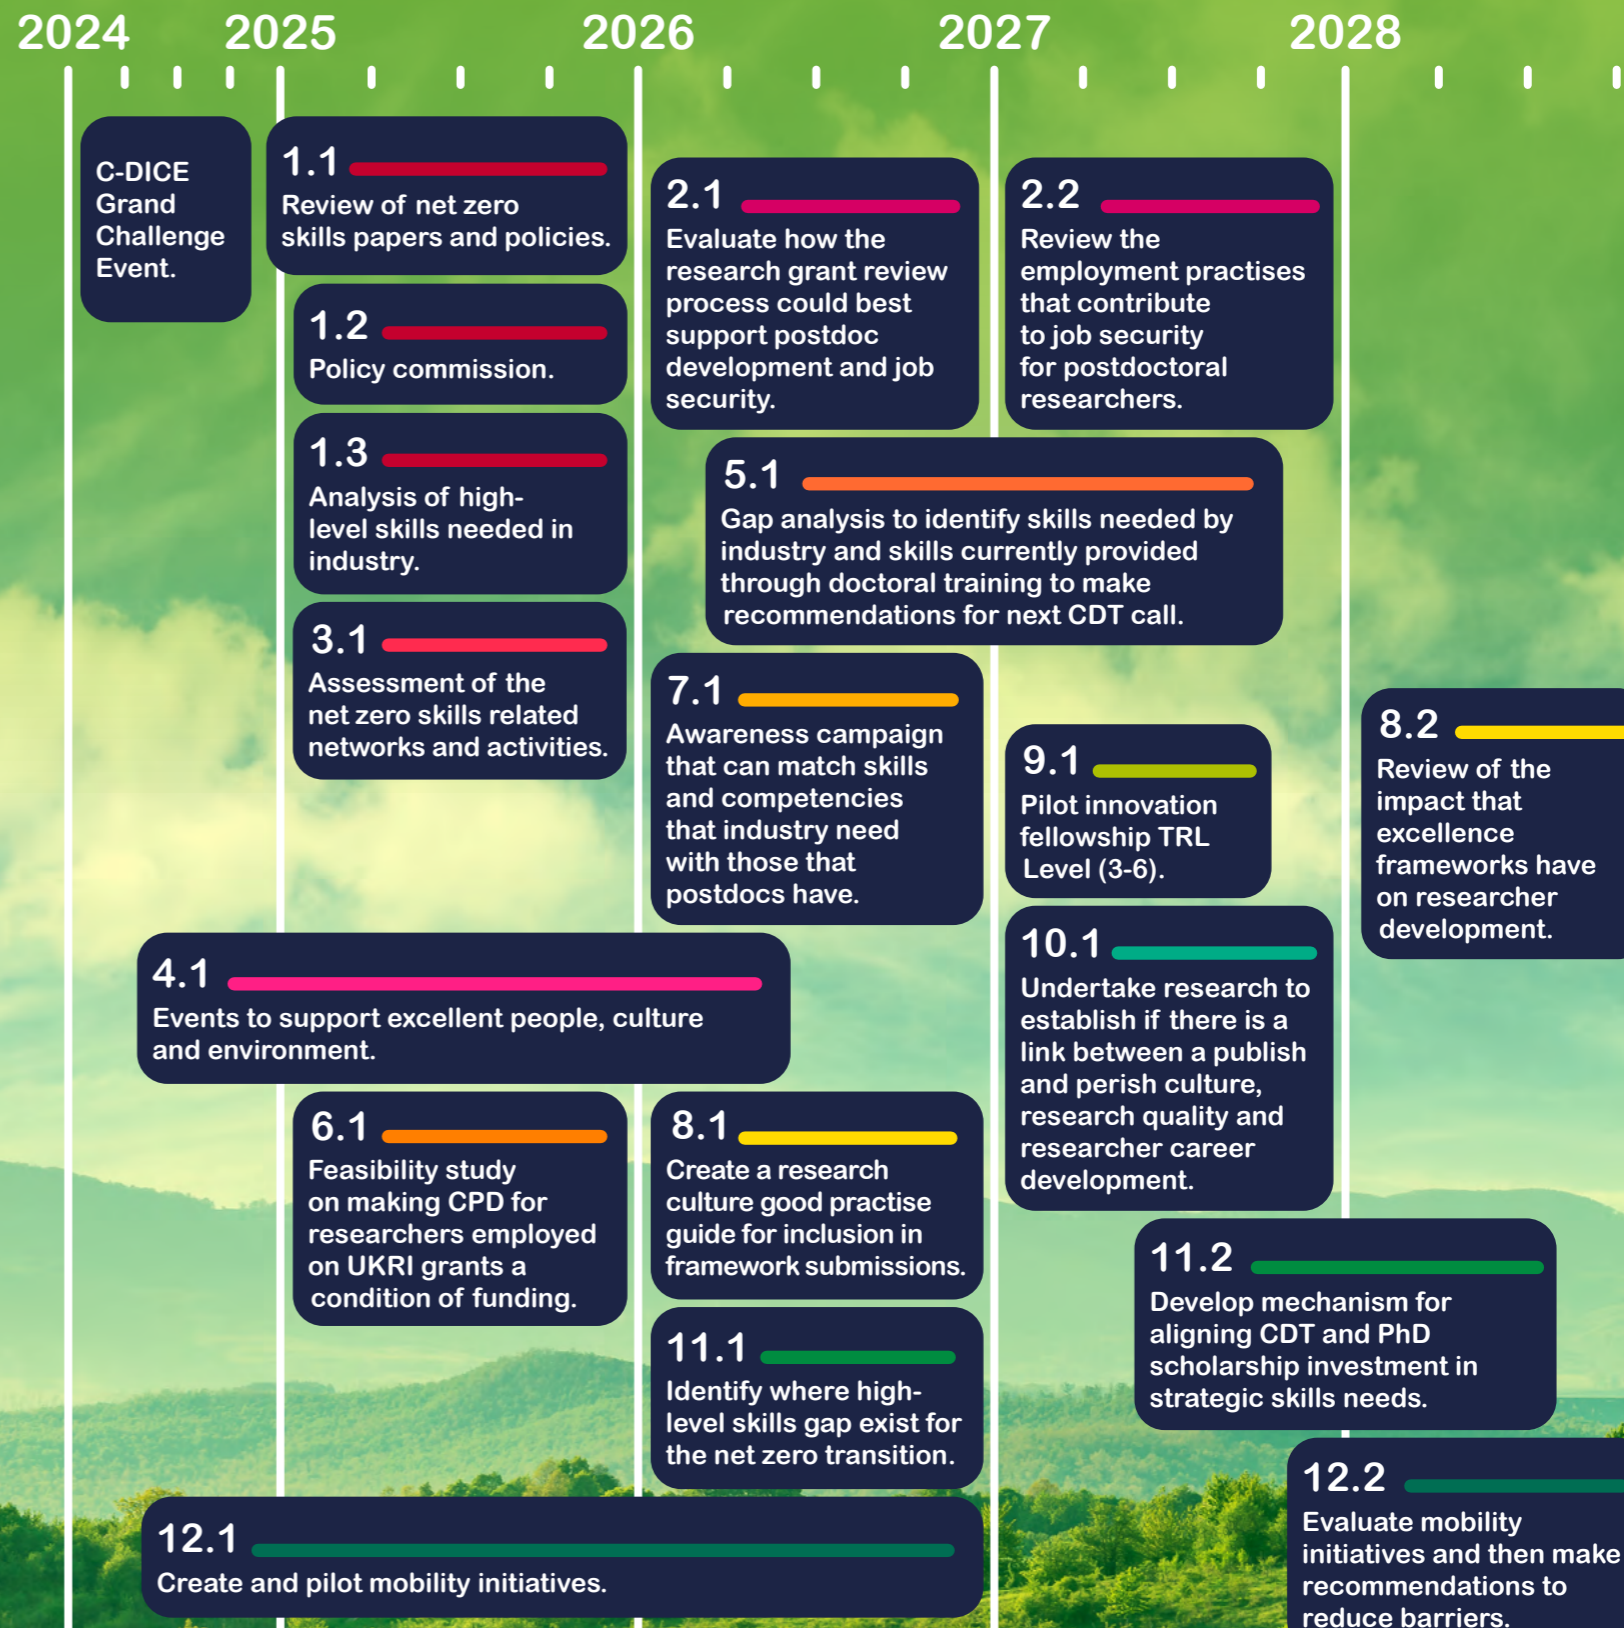 2024 2025 2026 2027 2028
C-DICE
Grand
Challenge
Event.
1.1
Review of net zero
skills papers and policies.
1.2
Policy commission.
1.3
Analysis of high-
level skills needed in
industry.
3.1
Assessment of the
net zero skills related
networks and activities.
2.1
Evaluate how the
research grant review
process could best
support postdoc
development and job
security.
2.2
Review the
employment practises
that contribute
to job security
for postdoctoral
researchers.
5.1
Gap analysis to identify skills needed by
industry and skills currently provided
through doctoral training to make
recommendations for next CDT call.
7.1
Awareness campaign
that can match skills
and competencies
that industry need
with those that
postdocs have.
9.1
Pilot innovation
fellowship TRL
Level (3-6).
8.2
Review of the
impact that
excellence
frameworks have
on researcher
development.
4.1
Events to support excellent people, culture
and environment.
10.1
Undertake research to
establish if there is a
link between a publish
and perish culture,
research quality and
researcher career
development.
6.1
Feasibility study
on making CPD for
researchers employed
on UKRI grants a
condition of funding.
8.1
Create a research
culture good practise
guide for inclusion in
framework submissions.
11.1
Identify where high-
level skills gap exist for
the net zero transition.
11.2
Develop mechanism for
aligning CDT and PhD
scholarship investment in
strategic skills needs.
12.1
Create and pilot mobility initiatives.
12.2
Evaluate mobility
initiatives and then make
recommendations to
reduce barriers.